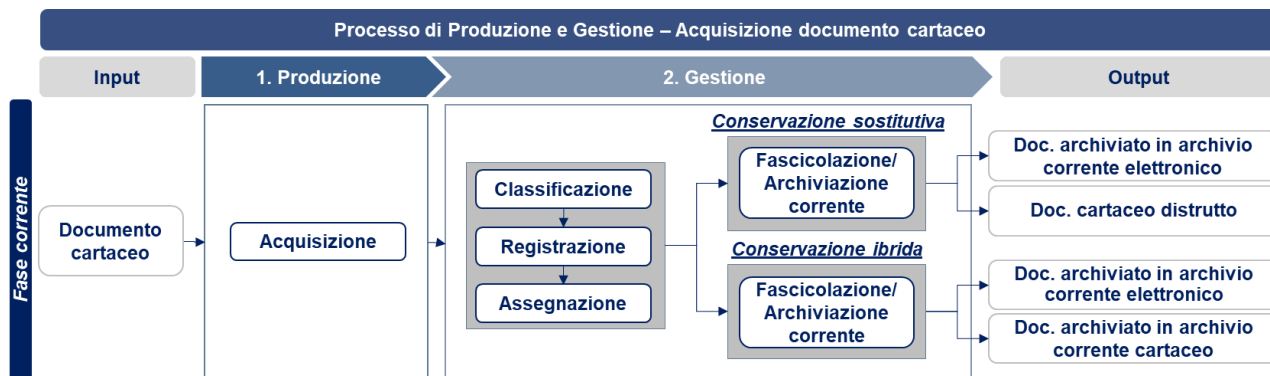 Processo di Produzione e Gestione – Acquisizione documento cartaceo
Input
1. Produzione
2. Gestione
Output
Fase corrente
Documento
cartaceo
Acquisizione
Classificazione
Registrazione
Assegnazione
Conservazione sostitutiva
Fascicolazione/
Archiviazione
corrente
Conservazione ibrida
Fascicolazione/
Archiviazione
corrente
Doc. archiviato in archivio
corrente elettronico
Doc. cartaceo distrutto
Doc. archiviato in archivio
corrente elettronico
Doc. archiviato in archivio
corrente cartaceo